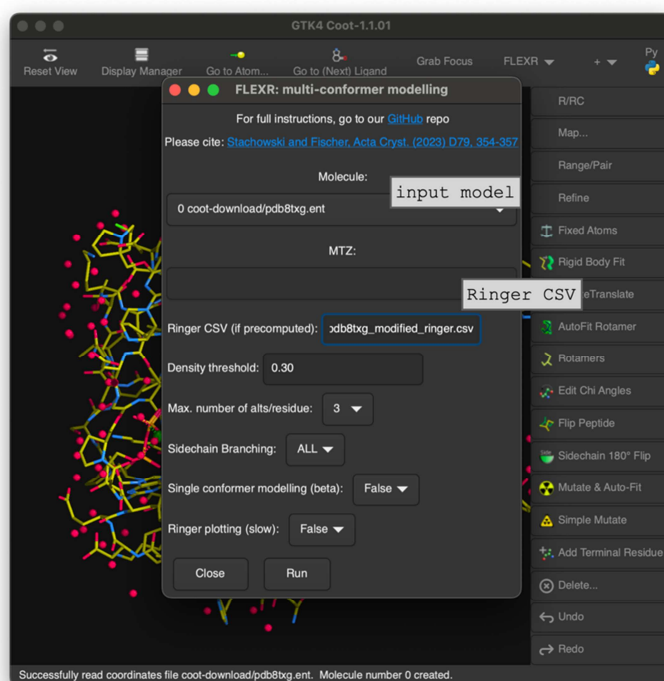 GTK4 Coot-1.1.01
Reset View
Display Manager
Go to Atom...
Go to (Next) Ligand
Grab Focus
FLEXR
+
Py
FLEXR: multi-conformer modelling
For full instructions, go to our GitHub repo
Please cite: Stachowski and Fischer, Acta Cryst. (2023) D79, 354-357
Molecule:
input model
0 coot-download/pdb8txg.ent
MTZ:
Ringer CSV
Ringer CSV (if precomputed): pdb8txg_modified_ringer.csv
Density threshold: 0.30
Max. number of alts/residue: 3
Sidechain Branching: ALL
Single conformer modelling (beta): False
Ringer plotting (slow): False
Close
Run
R/RC
Map...
Range/Pair
Refine
Fixed Atoms
Rigid Body Fit
eTranslate
AutoFit Rotamer
Rotamers
Edit Chi Angles
Flip Peptide
Side
Sidechain 180° Flip
Mutate & Auto-Fit
Simple Mutate
Add Terminal Residue
Delete...
Undo
Redo
Successfully read coordinates file coot-download/pdb8txg.ent. Molecule number 0 created.